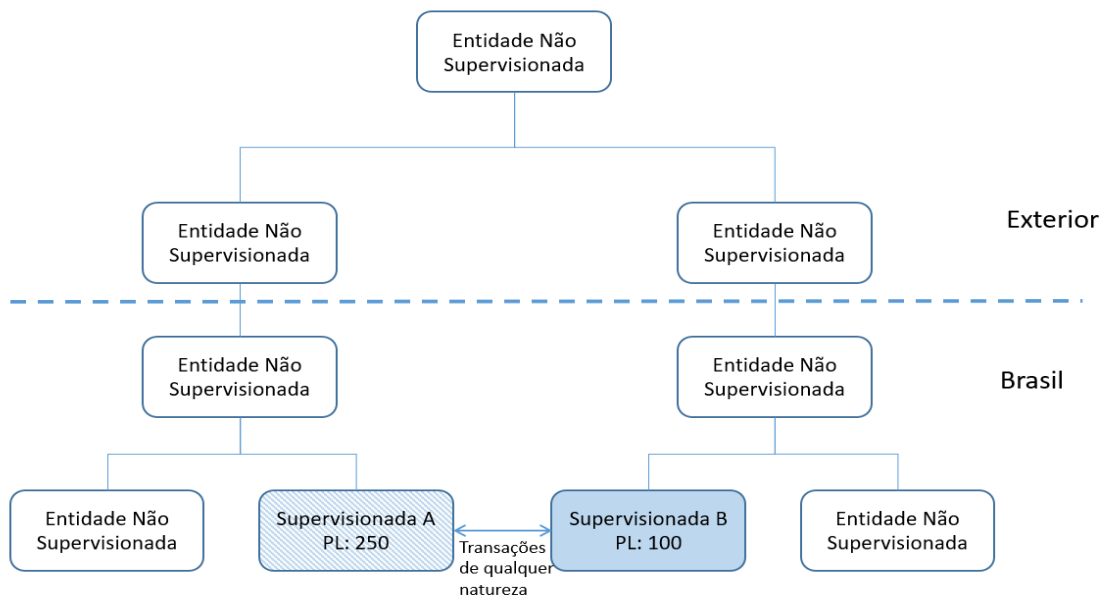 Entidade Não
Supervisionada
Entidade Não
Supervisionada
Entidade Não
Supervisionada
Exterior
Entidade Não
Supervisionada
Entidade Não
Supervisionada
Brasil
Entidade Não
Supervisionada
Supervisionada A
PL: 250
Transações
de qualquer
natureza
Supervisionada B
PL: 100
Entidade Não
Supervisionada